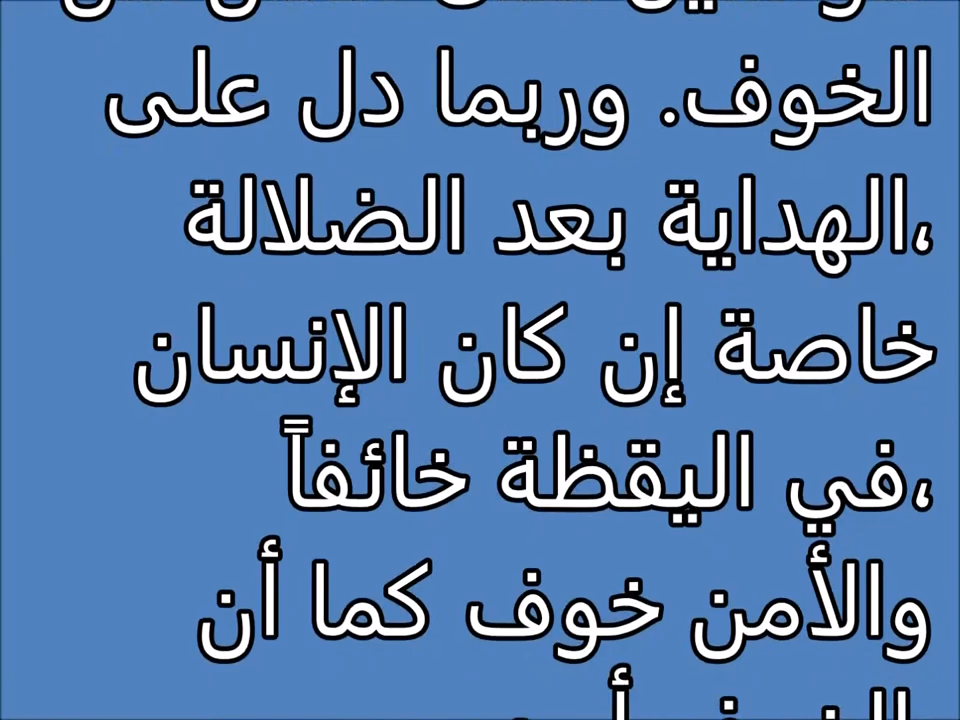 الخوف. وربما دل على
،الهداية بعد الضلالة
خاصة إن كان الإنسان
،في اليقظة خائفاً
والأمن خوف كما أن